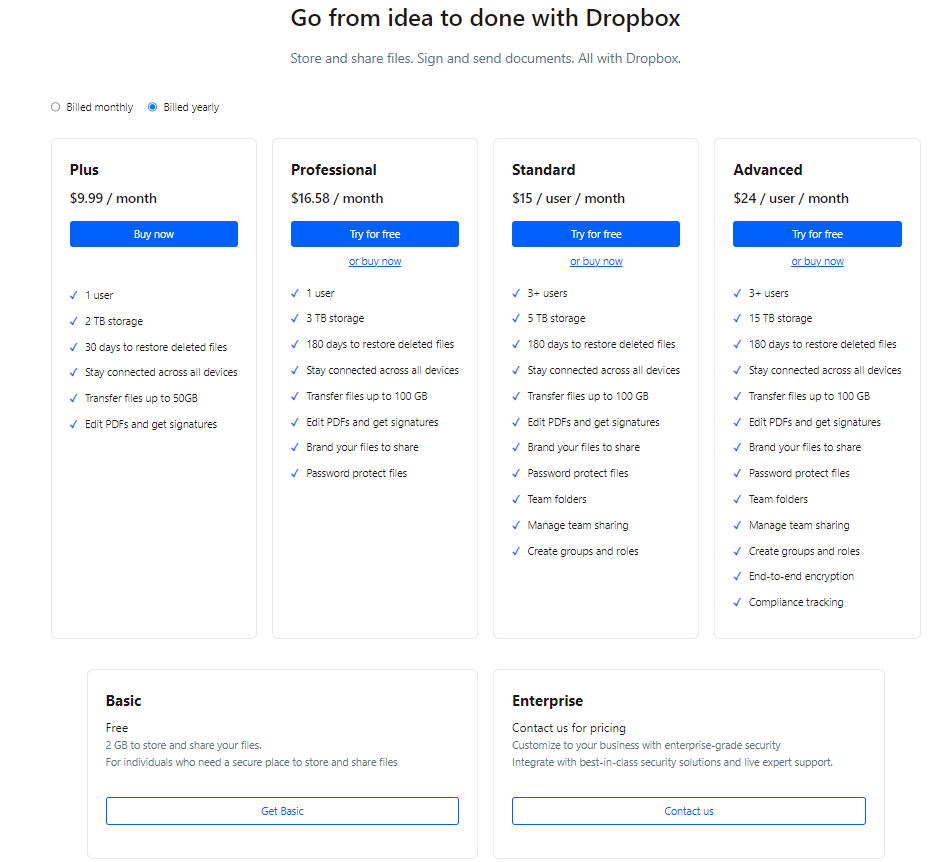 Go from idea to done with Dropbox
Store and share files. Sign and send documents. All with Dropbox.
Billed monthly
Billed yearly
Plus
$9.99 / month
Buy now
1 user
2 TB storage
30 days to restore deleted files
Stay connected across all devices
Transfer files up to 50GB
Edit PDFs and get signatures
Professional
$16.58 / month
Try for free
or buy now
1 user
3 TB storage
180 days to restore deleted files
Stay connected across all devices
Transfer files up to 100 GB
Edit PDFs and get signatures
Brand your files to share
Password protect files
Standard
$15 / user / month
Try for free
or buy now
3+ users
5 TB storage
180 days to restore deleted files
Stay connected across all devices
Transfer files up to 100 GB
Edit PDFs and get signatures
Brand your files to share
Password protect files
Team folders
Manage team sharing
Create groups and roles
Advanced
$24 / user / month
Try for free
or buy now
3+ users
15 TB storage
180 days to restore deleted files
Stay connected across all devices
Transfer files up to 100 GB
Edit PDFs and get signatures
Brand your files to share
Password protect files
Team folders
Manage team sharing
Create groups and roles
End-to-end encryption
Compliance tracking
Basic
Free
2 GB to store and share your files.
For individuals who need a secure place to store and share files
Get Basic
Enterprise
Contact us for pricing
Customize to your business with enterprise-grade security
Integrate with best-in-class security solutions and live expert support.
Contact us